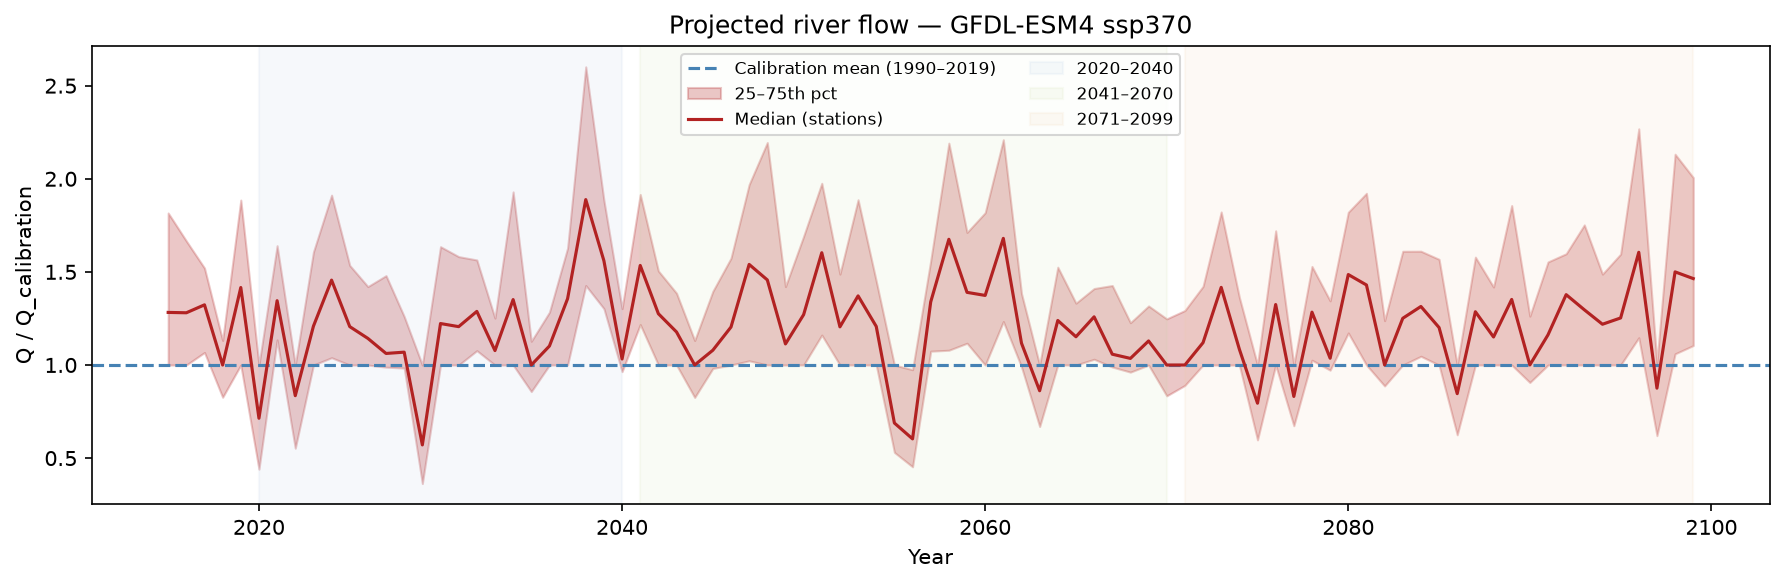 Projected river flow — GFDL-ESM4 ssp370
Calibration mean (1990–2019)
25–75th pct
Median (stations)
2020–2040
2041–2070
2071–2099
Q / Q_calibration
2.5
2.0
1.5
1.0
0.5
2020
2040
2060
2080
2100
Year